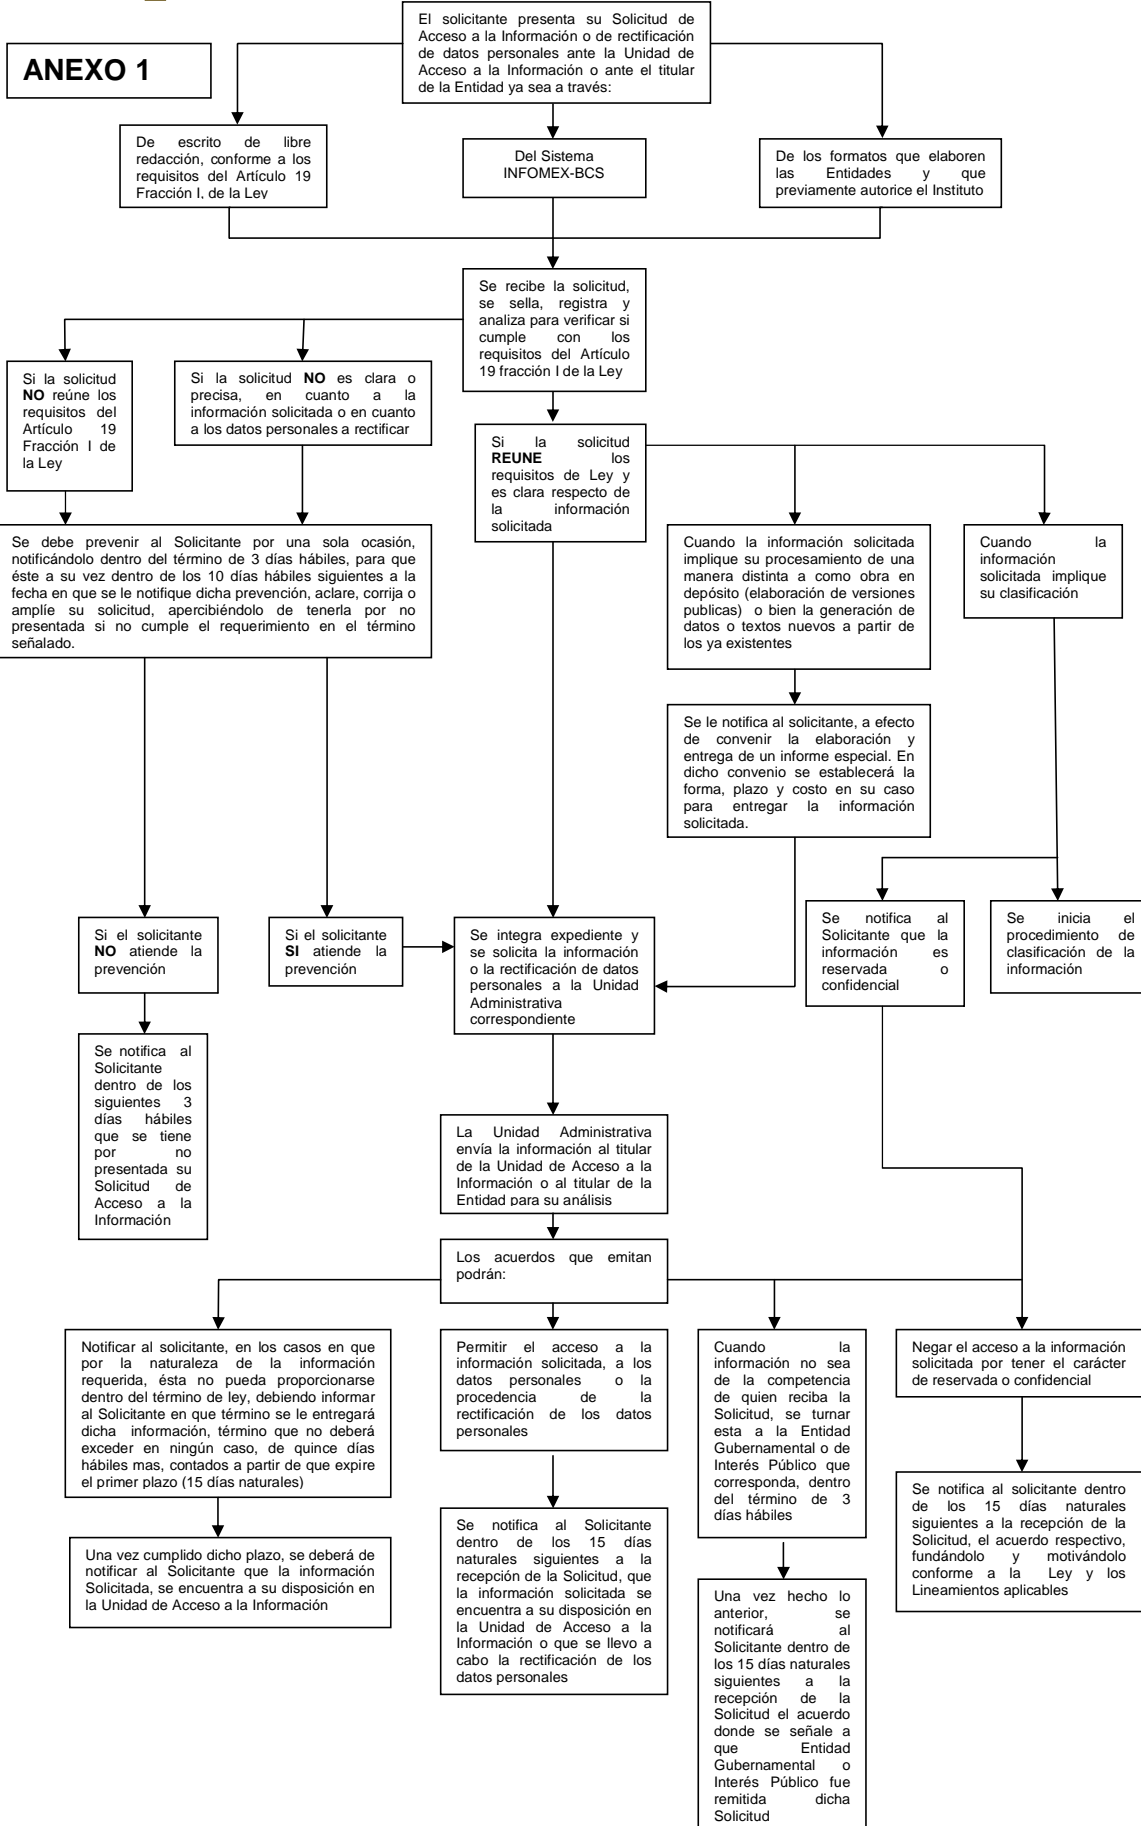 El solicitante presenta su Solicitud de
Acceso a la Información o de rectificación
de datos personales ante la Unidad de
Acceso a la Información o ante el titular
de la Entidad ya sea a través:
ANEXO 1
De escrito de libre
redacción, conforme a los
requisitos del Artículo 19
Fracción I, de la Ley
Del Sistema
INFOMEX-BCS
De los formatos que elaboren
las Entidades y que
previamente autorice el Instituto
Se recibe la solicitud,
se sella, registra y
analiza para verificar si
cumple con los
requisitos del Artículo
19 fracción I de la Ley
Si la solicitud
NO reúne los
requisitos del
Artículo 19
Fracción I de
la Ley
Si la solicitud NO es clara o
precisa, en cuanto a la
información solicitada o en cuanto
a los datos personales a rectificar
Si la solicitud
REUNE los
requisitos de Ley y
es clara respecto de
la información
solicitada
Se debe prevenir al Solicitante por una sola ocasión,
notificándolo dentro del término de 3 días hábiles, para que
éste a su vez dentro de los 10 días hábiles siguientes a la
fecha en que se le notifique dicha prevención, aclare, corrija o
amplíe su solicitud, apercibiéndolo de tenerla por no
presentada si no cumple el requerimiento en el término
señalado.
Cuando la información solicitada
implique su procesamiento de una
manera distinta a como obra en
depósito (elaboración de versiones
publicas) o bien la generación de
datos o textos nuevos a partir de
los ya existentes
Cuando la
información
solicitada implique
su clasificación
Se le notifica al solicitante, a efecto
de convenir la elaboración y
entrega de un informe especial. En
dicho convenio se establecerá la
forma, plazo y costo en su caso
para entregar la información
solicitada.
Si el solicitante
NO atiende la
prevención
Si el solicitante
SI atiende la
prevención
Se integra expediente y
se solicita la información
o la rectificación de datos
personales a la Unidad
Administrativa
correspondiente
Se notifica al
Solicitante que la
información es
reservada o
confidencial
Se inicia el
procedimiento de
clasificación de la
información
Se notifica al
Solicitante
dentro de los
siguientes 3
días hábiles
que se tiene
por no
presentada su
Solicitud de
Acceso a la
Información
La Unidad Administrativa
envía la información al titular
de la Unidad de Acceso a la
Información o al titular de la
Entidad para su análisis
Los acuerdos que emitan
podrán:
Notificar al solicitante, en los casos en que
por la naturaleza de la información
requerida, ésta no pueda proporcionarse
dentro del término de ley, debiendo informar
al Solicitante en que término se le entregará
dicha información, término que no deberá
exceder en ningún caso, de quince días
hábiles mas, contados a partir de que expire
el primer plazo (15 días naturales)
Permitir el acceso a la
información solicitada, a los
datos personales o la
procedencia de la
rectificación de los datos
personales
Cuando la
información no sea
de la competencia
de quien reciba la
Solicitud, se turnar
esta a la Entidad
Gubernamental o de
Interés Público que
corresponda, dentro
del término de 3
días hábiles
Negar el acceso a la información
solicitada por tener el carácter
de reservada o confidencial
Una vez cumplido dicho plazo, se deberá de
notificar al Solicitante que la información
Solicitada, se encuentra a su disposición en
la Unidad de Acceso a la Información
Se notifica al Solicitante
dentro de los 15 días
naturales siguientes a la
recepción de la Solicitud, que
la información solicitada se
encuentra a su disposición en
la Unidad de Acceso a la
Información o que se llevo a
cabo la rectificación de los
datos personales
Una vez hecho lo
anterior, se
notificará al
Solicitante dentro de
los 15 días naturales
siguientes a la
recepción de la
Solicitud el acuerdo
donde se señale a
que Entidad
Gubernamental o
Interés Público fue
remitida dicha
Solicitud
Se notifica al solicitante dentro
de los 15 días naturales
siguientes a la recepción de la
Solicitud, el acuerdo respectivo,
fundándolo y motivándolo
conforme a la Ley y los
Lineamientos aplicables